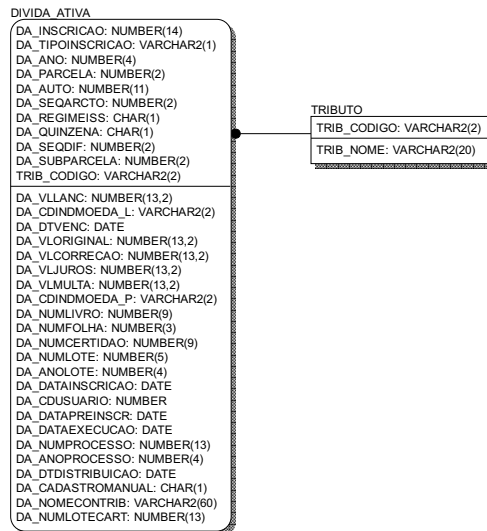 DIVIDA_ATIVA
DA_INSCRICAO: NUMBER(14)
DA_TIPOINSCRICAO: VARCHAR2(1)
DA_ANO: NUMBER(4)
DA_PARCELA: NUMBER(2)
DA_AUTO: NUMBER(11)
DA_SEQARCTO: NUMBER(2)
DA_REGIMEISS: CHAR(1)
DA_QUINZENA: CHAR(1)
DA_SEQDIF: NUMBER(2)
DA_SUBPARCELA: NUMBER(2)
TRIB_CODIGO: VARCHAR2(2)
DA_VLLANC: NUMBER(13,2)
DA_CDINDMOEDA_L: VARCHAR2(2)
DA_DTVENC: DATE
DA_VLORIGINAL: NUMBER(13,2)
DA_VLCORRECAO: NUMBER(13,2)
DA_VLJUROS: NUMBER(13,2)
DA_VLMULTA: NUMBER(13,2)
DA_CDINDMOEDA_P: VARCHAR2(2)
DA_NUMLIVRO: NUMBER(9)
DA_NUMFOLHA: NUMBER(3)
DA_NUMCERTIDAO: NUMBER(9)
DA_NUMLOTE: NUMBER(5)
DA_ANOLOTE: NUMBER(4)
DA_DATAINSCRICAO: DATE
DA_CDUSUARIO: NUMBER
DA_DATAPREINSCR: DATE
DA_DATAEXECUCAO: DATE
DA_NUMPROCESSO: NUMBER(13)
DA_ANOPROCESSO: NUMBER(4)
DA_DTDISTRIBUICAO: DATE
DA_CADASTROMANUAL: CHAR(1)
DA_NOMECONTRIB: VARCHAR2(60)
DA_NUMLOTECART: NUMBER(13)
TRIBUTO
TRIB_CODIGO: VARCHAR2(2)
TRIB_NOME: VARCHAR2(20)